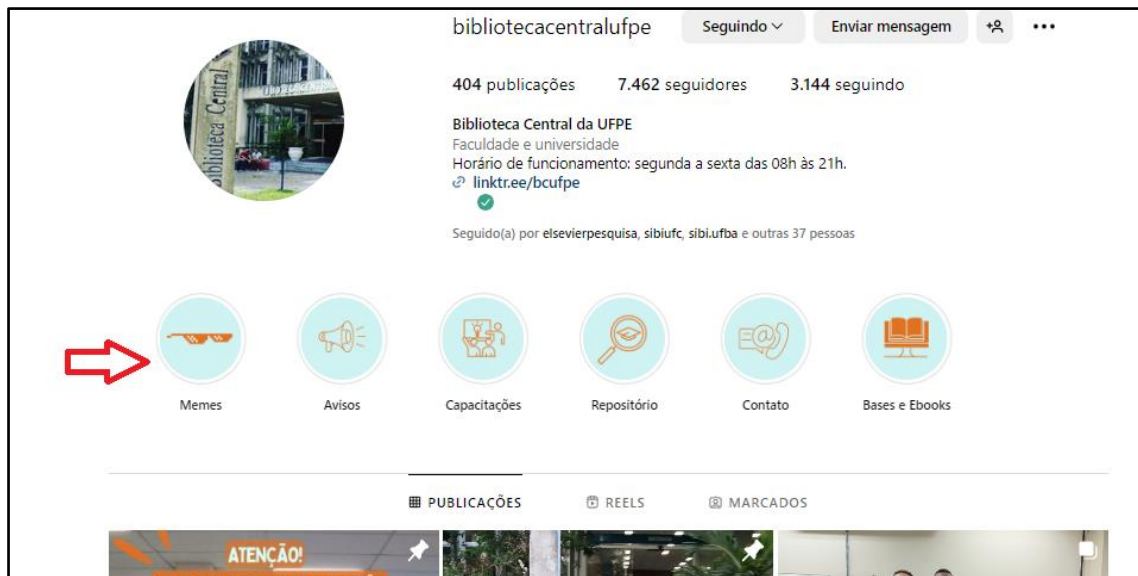 bibliotecacentralufpe Seguindo Enviar mensagem
404 publicações 7.462 seguidores 3.144 seguindo
Biblioteca Central da UFPE
Faculdade e universidade
Horário de funcionamento: segunda a sexta das 08h às 21h.
linktr.ee/bcufpe
Seguido(a) por elsevierpesquisa, sibiufc, sibi.ufba e outras 37 pessoas
Biblioteca Central
Memes Avisos Capacitações Repositório Contato Bases e Ebooks
PUBLICAÇÕES REELS MARCADOS
ATENÇÃO!